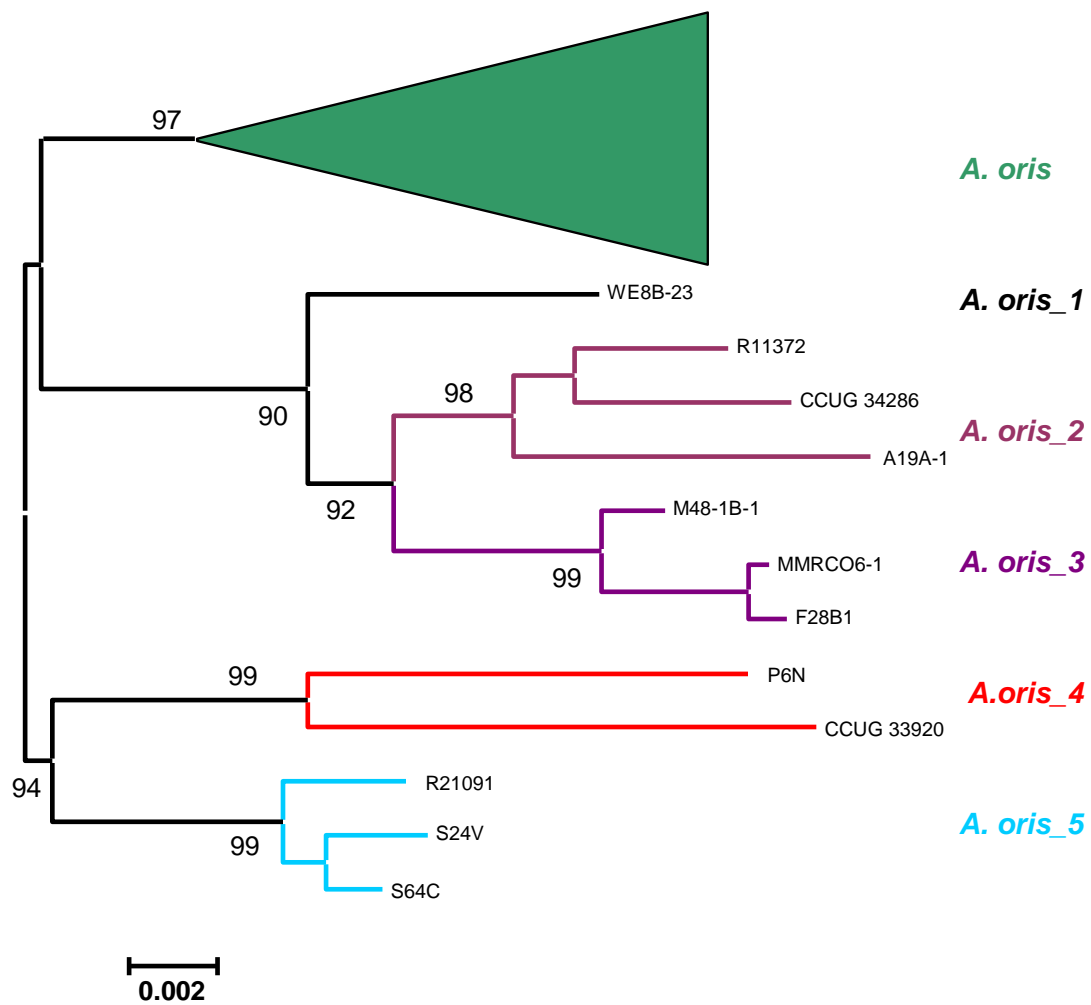 97
A. oris
WE8B-23
A. oris_1
R11372
98
CCUG 34286
90
A. oris_2
A19A-1
92
M48-1B-1
MMRCO6-1
A. oris_3
99
F28B1
99
P6N
A.oris_4
CCUG 33920
94
R21091
99
S24V
A. oris_5
S64C
0.002